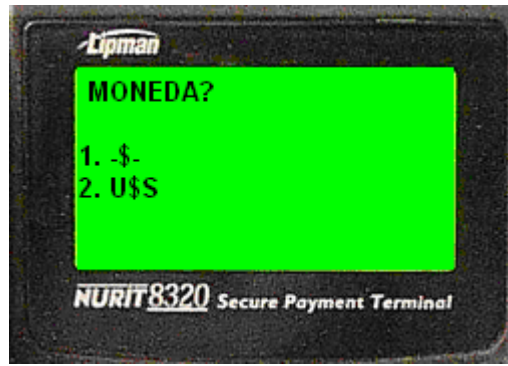 Lipman
MONEDA?
1. -$-
2. U$S
NURIT 8320 Secure Payment Terminal